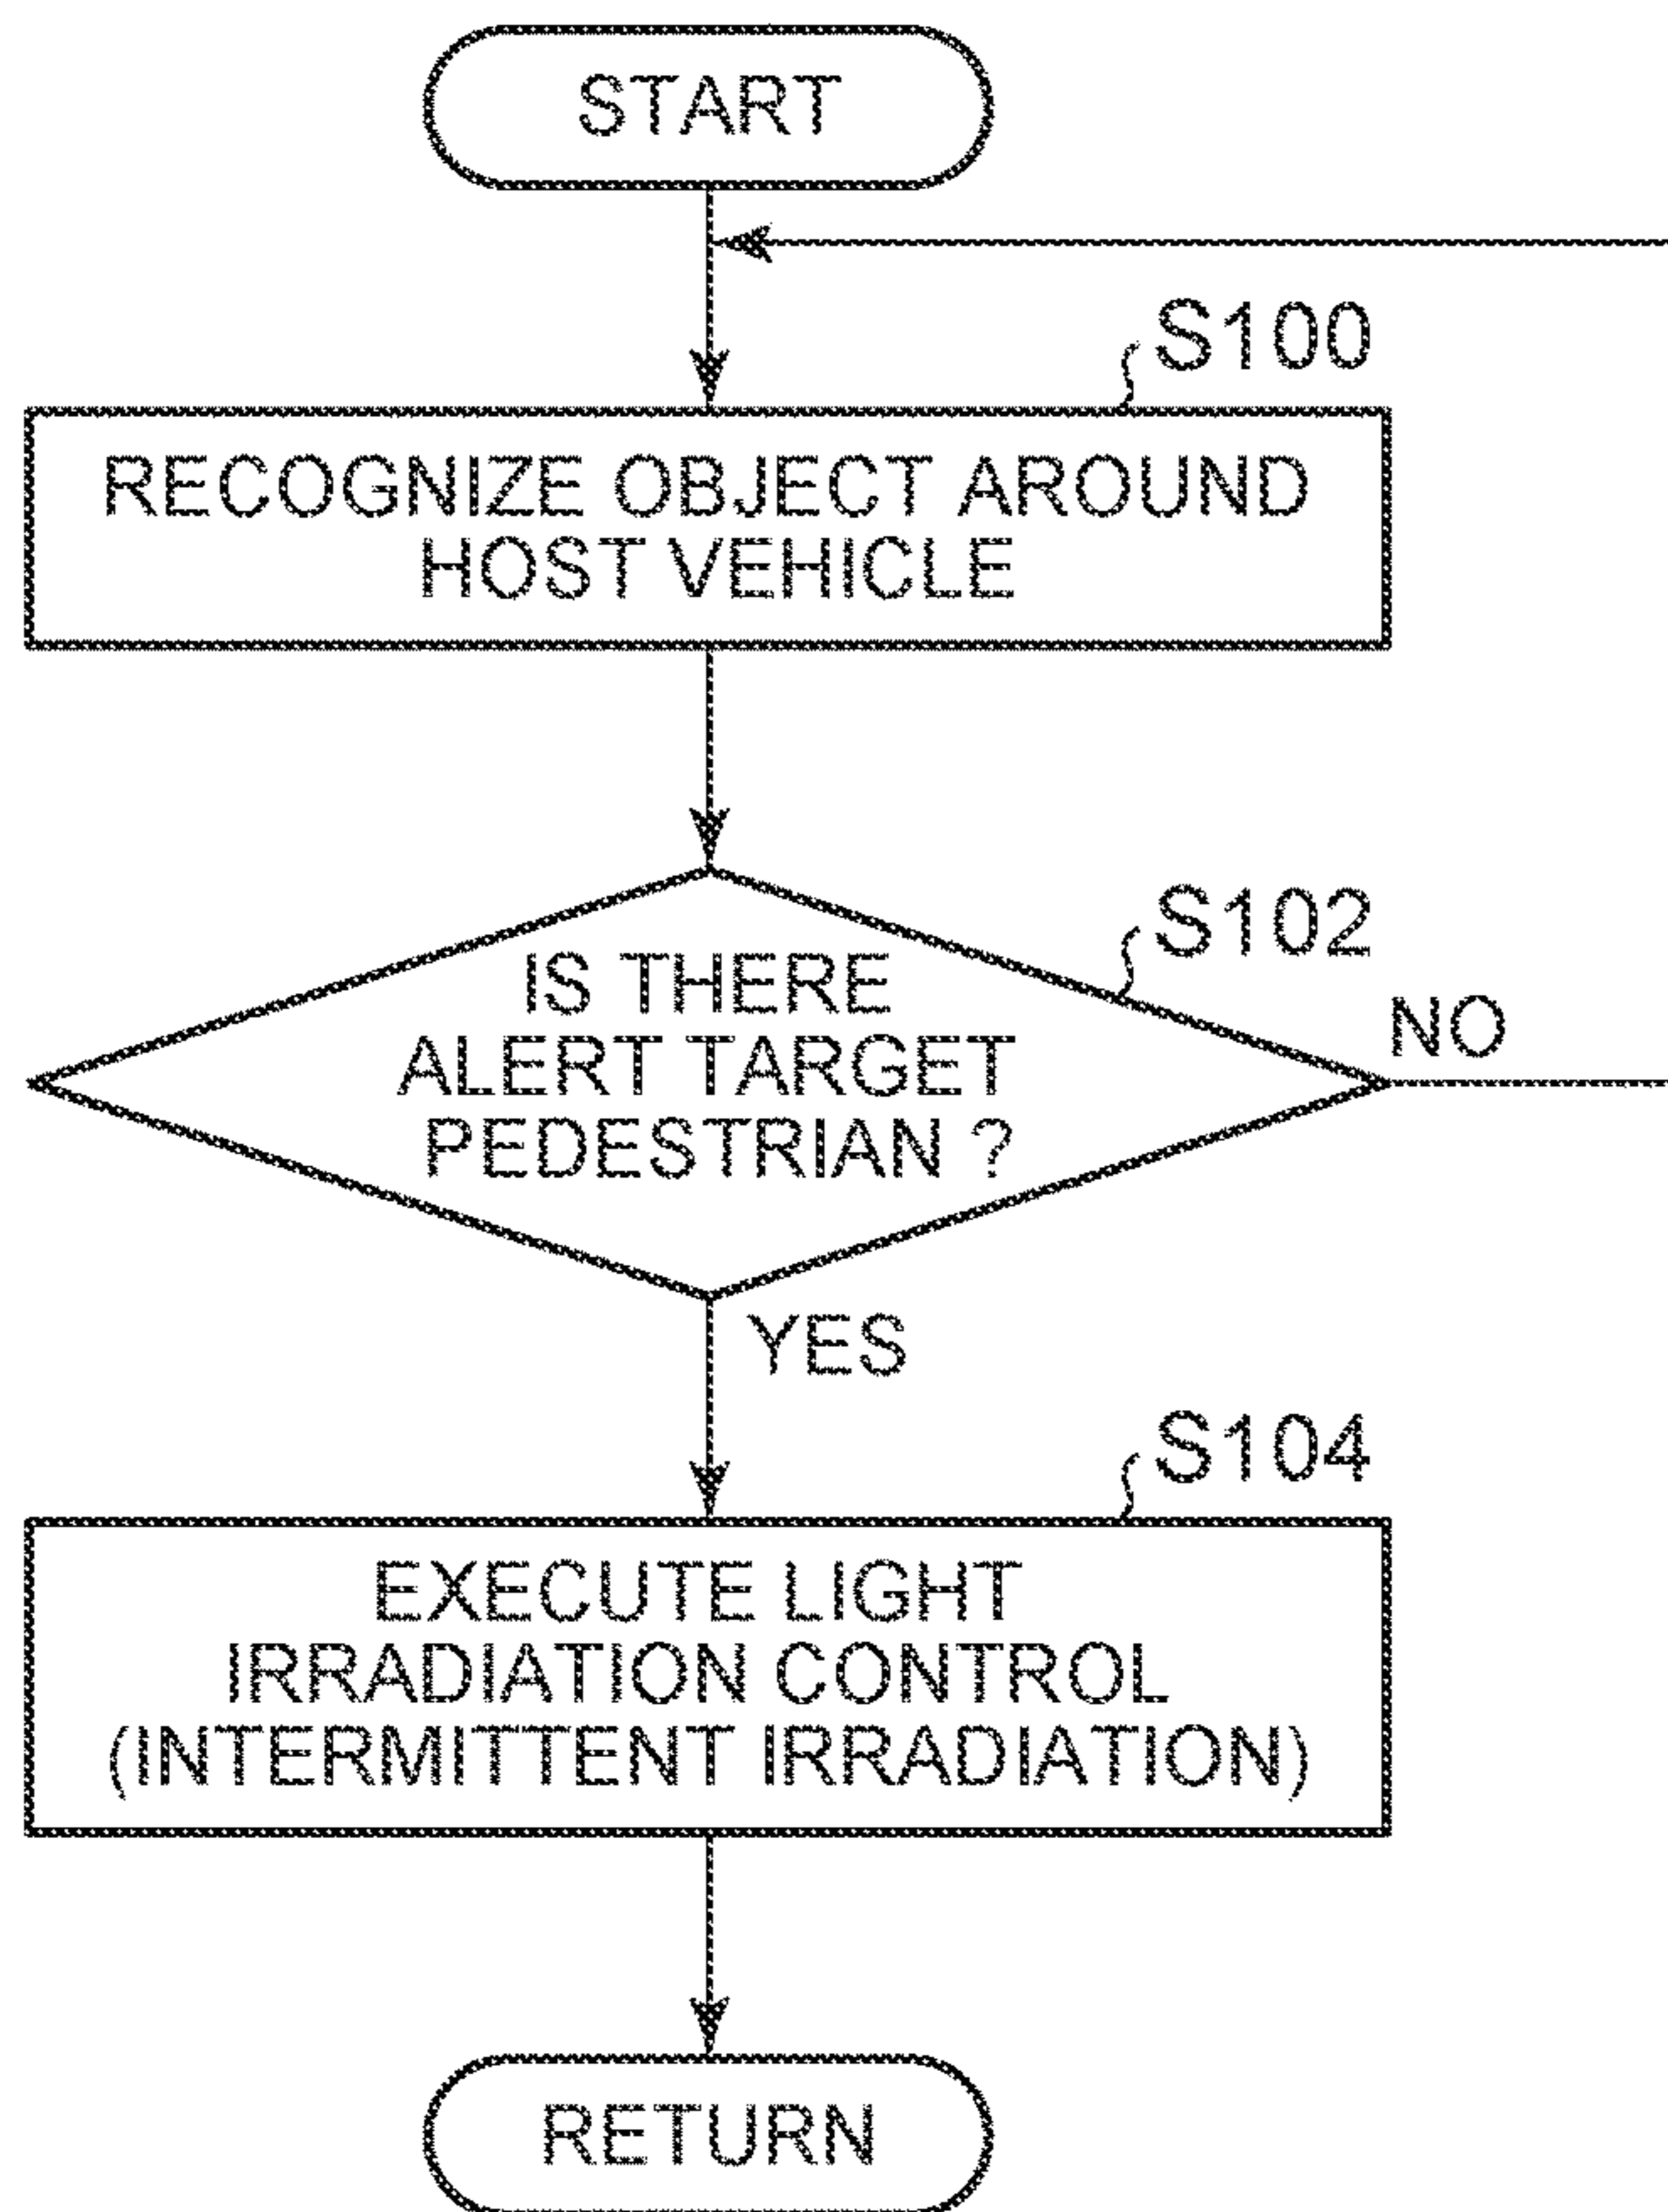 START
S100
RECOGNIZE OBJECT AROUND
HOST VEHICLE
S102
IS THERE
ALERT TARGET
PEDESTRIAN ?
NO
YES
S104
EXECUTE LIGHT
IRRADIATION CONTROL
(INTERMITTENT IRRADIATION)
RETURN